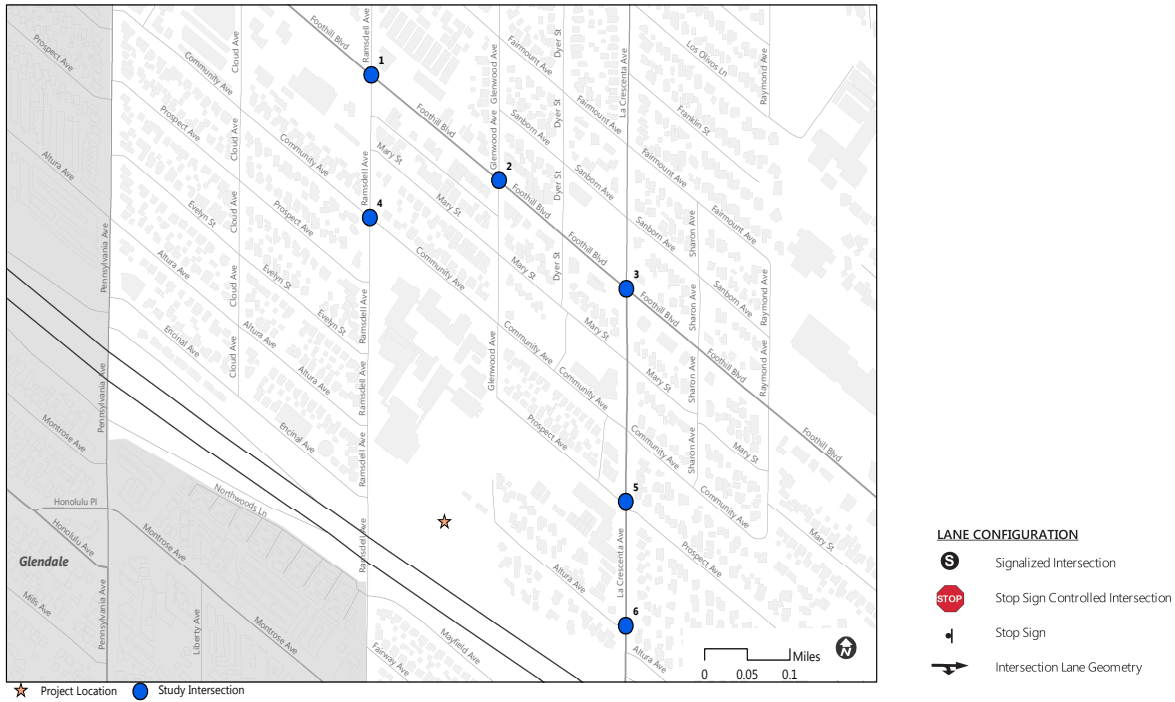 Foothill Blvd
Ramsdell Ave
1
Prospect Ave
Community Ave
Cloud Ave
Glenwood Ave
Fairmount Ave
Dyer St
La Crescenta Ave
Los Olivos Ln
Raymond Ave
Foothill Blvd
Prospect Ave
Cloud Ave
Community Ave
Mary St
Glenwood Ave
Sanborn Ave
Dyer St
Fairmount Ave
Franklin St
Altura Ave
Ramsdell Ave
2
Foothill Blvd
Dyer St
Sanborn Ave
Fairmount Ave
Evelyn St
Cloud Ave
Prospect Ave
4
Mary St
Foothill Blvd
Sanborn Ave
Sharon Ave
Fairmount Ave
Pennsylvania Ave
Altura Ave
Evelyn St
Cloud Ave
Community Ave
Mary St
Dyer St
3
Foothill Blvd
Sharon Ave
Sanborn Ave
Raymond Ave
Encinal Ave
Cloud Ave
Altura Ave
Evelyn St
Ramsdell Ave
Glenwood Ave
Community Ave
Mary St
Foothill Blvd
Raymond Ave
Pennsylvania Ave
Altura Ave
Ramsdell Ave
Community Ave
Mary St
Sharon Ave
Montrose Ave
Encinal Ave
Ramsdell Ave
Prospect Ave
Community Ave
Sharon Ave
Mary St
Foothill Blvd
Honolulu Pl
Northwoods Ln
5
Community Ave
Mary St
Honolulu Ave
Montrose Ave
Ramsdell Ave
La Crescenta Ave
Prospect Ave
Glendale
Altura Ave
Mills Ave
Pennsylvania Ave
Liberty Ave
Montrose Ave
Fairway Ave
Mayfield Ave
6
Altura Ave
N
Miles
0 0.05 0.1
Project Location
Study Intersection
LANE CONFIGURATION
S Signalized Intersection
STOP Stop Sign Controlled Intersection
Stop Sign
Intersection Lane Geometry